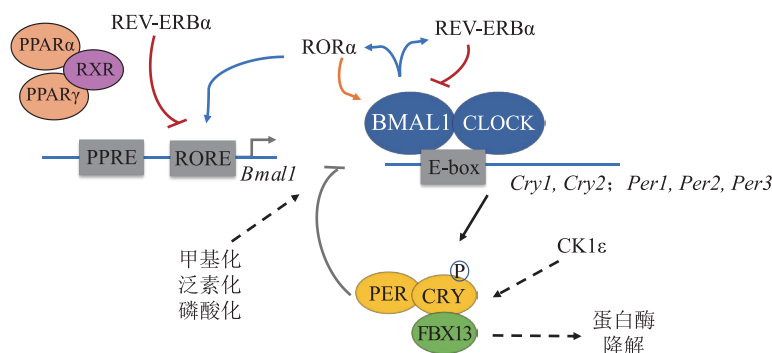 REV-ERBα
PPARα
RXR
PPARγ
RORα
REV-ERBα
BMAL1
CLOCK
PPRE
RORE
Bmal1
E-box
Cry1, Cry2；Per1, Per2, Per3
甲基化
泛素化
磷酸化
P
CK1ε
PER
CRY
FBX13
蛋白酶
降解